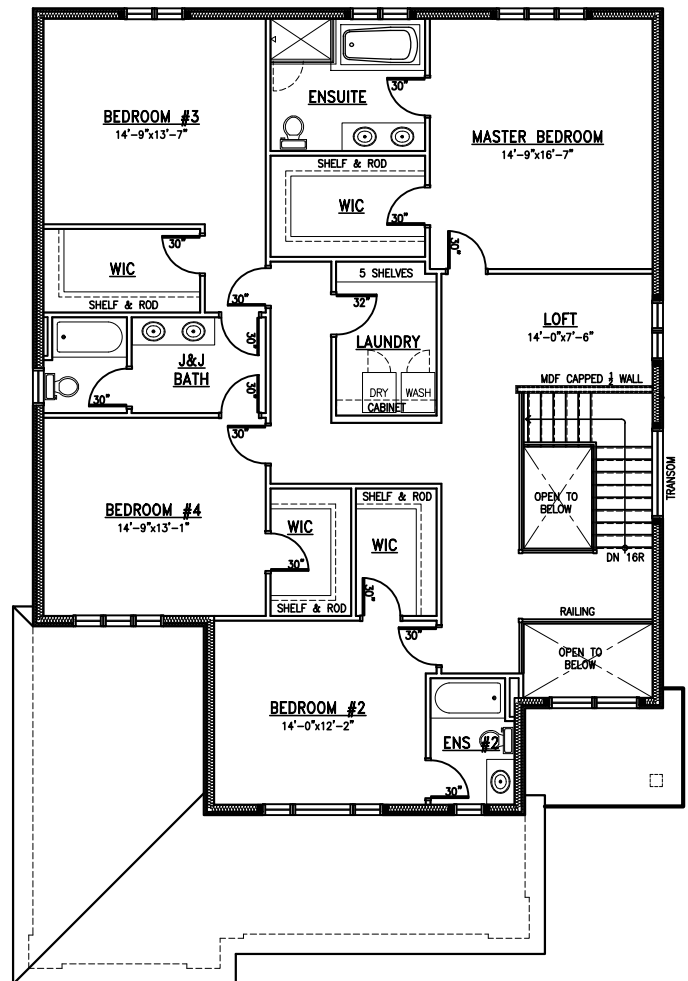 BEDROOM #3
14'-9"x13'-7"
ENSUITE
30"
MASTER BEDROOM
14'-9"x16'-7"
SHELF & ROD
WIC
30"
30"
WIC
30"
SHELF & ROD
30"
5 SHELVES
32"
LAUNDRY
DRY
WASH
CABINET
LOFT
14'-0"x7'-6"
MDF CAPPED ½ WALL
J&J
BATH
30"
30"
30"
30"
BEDROOM #4
14'-9"x13'-1"
WIC
30"
SHELF & ROD
SHELF & ROD
WIC
30"
OPEN TO
BELOW
TRANSOM
DN 16R
RAILING
OPEN TO
BELOW
30"
BEDROOM #2
14'-0"x12'-2"
ENS #2
30"